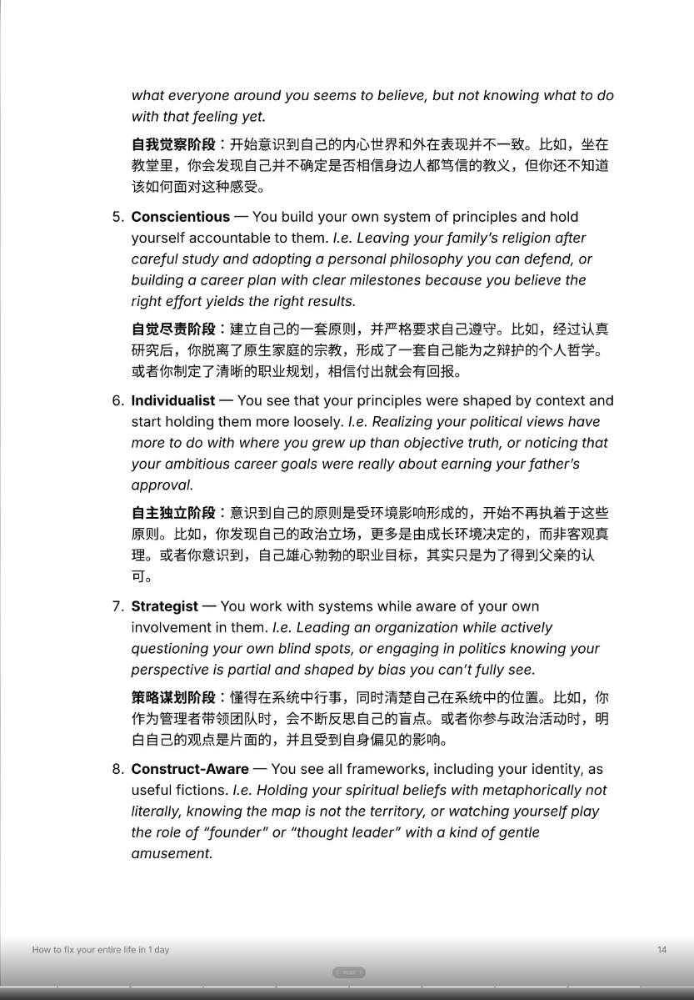 what everyone around you seems to believe, but not knowing what to do
with that feeling yet.
自我觉察阶段：开始意识到自己的内心世界和外在表现并不一致。比如，坐在
教堂里，你会发现自己并不确定是否相信身边人都笃信的教义，但你还不知道
该如何面对这种感受。
5. Conscientious — You build your own system of principles and hold
yourself accountable to them. I.e. Leaving your family’s religion after
careful study and adopting a personal philosophy you can defend, or
building a career plan with clear milestones because you believe the
right effort yields the right results.
自觉尽责阶段：建立自己的一套原则，并严格要求自己遵守。比如，经过认真
研究后，你脱离了原生家庭的宗教，形成了一套自己能为之辩护的个人哲学。
或者你制定了清晰的职业规划，相信付出就会有回报。
6. Individualist — You see that your principles were shaped by context and
start holding them more loosely. I.e. Realizing your political views have
more to do with where you grew up than objective truth, or noticing that
your ambitious career goals were really about earning your father’s
approval.
自主独立阶段：意识到自己的原则是受环境影响形成的，开始不再执着于这些
原则。比如，你发现自己的政治立场，更多是由成长环境决定的，而非客观真
理。或者你意识到，自己雄心勃勃的职业目标，其实只是为了得到父亲的认
可。
7. Strategist — You work with systems while aware of your own
involvement in them. I.e. Leading an organization while actively
questioning your own blind spots, or engaging in politics knowing your
perspective is partial and shaped by bias you can’t fully see.
策略谋划阶段：懂得在系统中行事，同时清楚自己在系统中的位置。比如，你
作为管理者带领团队时，会不断反思自己的盲点。或者你参与政治活动时，明
白自己的观点是片面的，并且受到自身偏见的影响。
8. Construct-Aware — You see all frameworks, including your identity, as
useful fictions. I.e. Holding your spiritual beliefs with metaphorically not
literally, knowing the map is not the territory, or watching yourself play
the role of “founder” or “thought leader” with a kind of gentle
amusement.
How to fix your entire life in 1 day 14